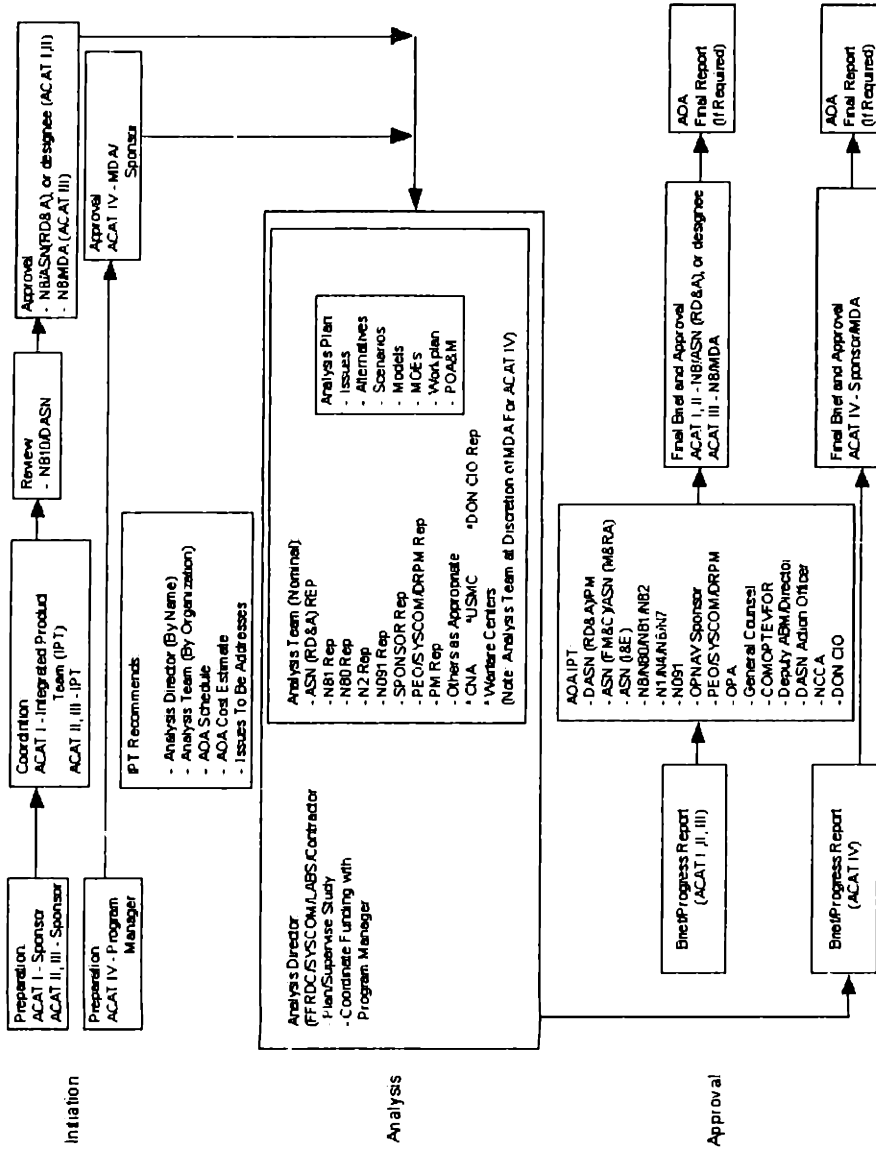 Initiation
Preparation
ACAT I - Sponsor
ACAT II, III - Sponsor
Coordintion
ACAT I - Integrated Product
Team (IPT)
ACAT II, III - IPT
Review
- N810/DASN
Approval
- N8/ASN(RD&A), or designee (ACAT I,II)
- N8/MDA (ACAT III)
Preparation
ACAT IV - Program
Manager
Approval
ACAT IV - MDA/
Sponsor
IPT Recommends:
- Analysis Director (By Name)
- Analysis Team (By Organization)
- AOA Schedule
- AOA Cost Estimate
- Issues To Be Addresses
Analysis
Analysis Director
(FFRDC/SYSCOM/LABS/Contractor
- Plan/Supervise Study
- Coordinate Funding with
Program Manager
Analysis Team (Nominal)
- ASN (RD&A) REP
- N81 Rep
- N80 Rep
- N2 Rep
- N091 Rep
- SPONSOR Rep
- PEO/SYSCOM/DRPM Rep
- PM Rep
- Others as Appropriate
* CNA *USMC *DON CIO Rep
* Warfare Centers
(Note: Analysis Team at Discretion of MDA For ACAT IV)
Analysis Plan
- Issues
- Alternatives
- Scenarios
- Models
- MOEs
- Workplan
- POA&M
Approval
Brief/Progress Report
(ACAT I, II, III)
AOA IPT:
- DASN (RD&A)/PM
- ASN (FM&C)/ASN (M&RA)
- ASN (I&E)
- N8/N80/N81/N82
- N1/N4/N6/N7
- N091
- OPNAV Sponsor
- PEO/SYSCOM/DRPM
- OPA
- General Counsel
- COMOPTEVFOR
- Deputy ABM/Director
- DASN Action Officer
- NCCA
- DON CIO
Final Brief and Approval
ACAT I, II - N8/ASN (RD&A), or designee
ACAT III - N8/MDA
AOA
Final Report
(If Required)
Brief/Progress Report
(ACAT IV)
Final Brief and Approval
ACAT IV - Sponsor/MDA
AOA
Final Report
(If Required)